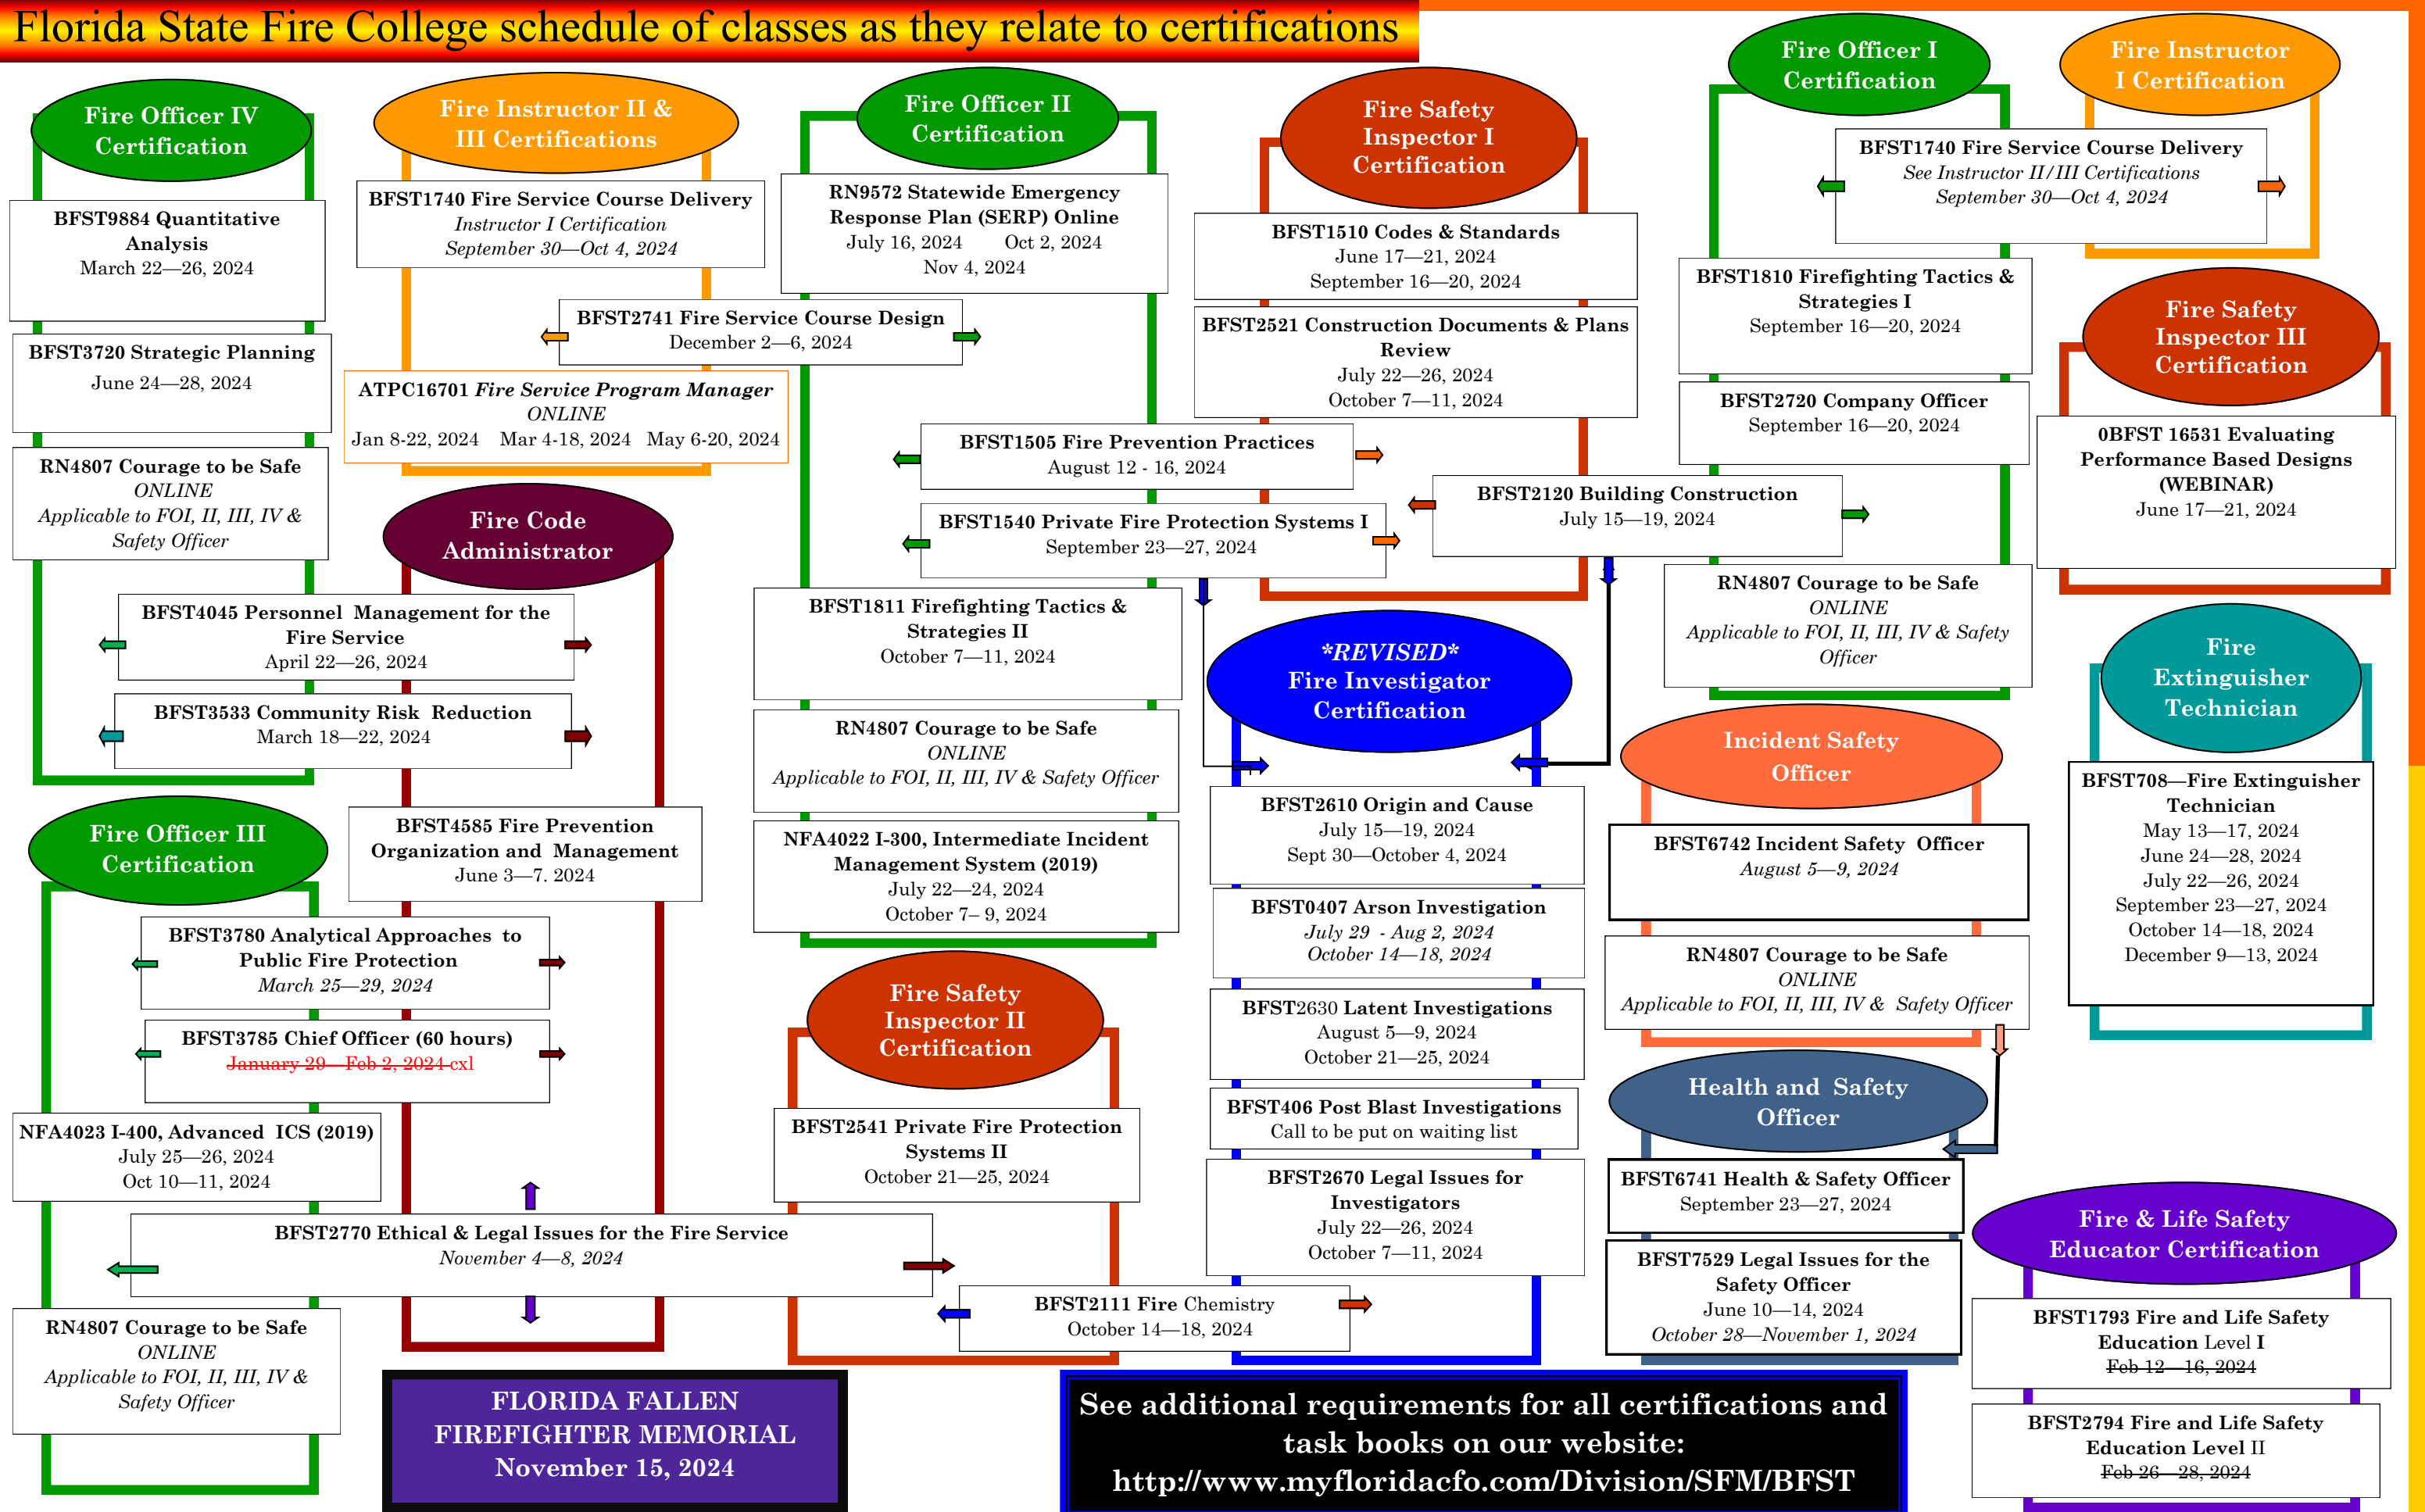 Florida State Fire College schedule of classes as they relate to certifications
Fire Officer IV
Certification
BFST9884 Quantitative
Analysis
March 22—26, 2024
BFST3720 Strategic Planning
June 24—28, 2024
RN4807 Courage to be Safe
ONLINE
Applicable to FOI, II, III, IV &
Safety Officer
BFST4045 Personnel Management for the
Fire Service
April 22—26, 2024
BFST3533 Community Risk Reduction
March 18—22, 2024
Fire Officer III
Certification
BFST3780 Analytical Approaches to
Public Fire Protection
March 25—29, 2024
BFST3785 Chief Officer (60 hours)
January 29—Feb 2, 2024 cxl
NFA4023 I-400, Advanced ICS (2019)
July 25—26, 2024
Oct 10—11, 2024
BFST2770 Ethical & Legal Issues for the Fire Service
November 4—8, 2024
RN4807 Courage to be Safe
ONLINE
Applicable to FOI, II, III, IV &
Safety Officer
Fire Instructor II &
III Certifications
BFST1740 Fire Service Course Delivery
Instructor I Certification
September 30—Oct 4, 2024
BFST2741 Fire Service Course Design
December 2—6, 2024
ATPC16701 Fire Service Program Manager
ONLINE
Jan 8-22, 2024 Mar 4-18, 2024 May 6-20, 2024
Fire Code
Administrator
BFST4585 Fire Prevention
Organization and Management
June 3—7. 2024
FLORIDA FALLEN
FIREFIGHTER MEMORIAL
November 15, 2024
Fire Officer II
Certification
RN9572 Statewide Emergency
Response Plan (SERP) Online
July 16, 2024 Oct 2, 2024
Nov 4, 2024
BFST1505 Fire Prevention Practices
August 12 - 16, 2024
BFST1540 Private Fire Protection Systems I
September 23—27, 2024
BFST1811 Firefighting Tactics &
Strategies II
October 7—11, 2024
RN4807 Courage to be Safe
ONLINE
Applicable to FOI, II, III, IV & Safety Officer
NFA4022 I-300, Intermediate Incident
Management System (2019)
July 22—24, 2024
October 7– 9, 2024
Fire Safety
Inspector II
Certification
BFST2541 Private Fire Protection
Systems II
October 21—25, 2024
BFST2111 Fire Chemistry
October 14—18, 2024
Fire Safety
Inspector I
Certification
BFST1510 Codes & Standards
June 17—21, 2024
September 16—20, 2024
BFST2521 Construction Documents & Plans
Review
July 22—26, 2024
October 7—11, 2024
BFST2120 Building Construction
July 15—19, 2024
*REVISED*
Fire Investigator
Certification
BFST2610 Origin and Cause
July 15—19, 2024
Sept 30—October 4, 2024
BFST0407 Arson Investigation
July 29 - Aug 2, 2024
October 14—18, 2024
BFST2630 Latent Investigations
August 5—9, 2024
October 21—25, 2024
BFST406 Post Blast Investigations
Call to be put on waiting list
BFST2670 Legal Issues for
Investigators
July 22—26, 2024
October 7—11, 2024
See additional requirements for all certifications and
task books on our website:
http://www.myfloridacfo.com/Division/SFM/BFST
Fire Officer I
Certification
BFST1740 Fire Service Course Delivery
See Instructor II/III Certifications
September 30—Oct 4, 2024
BFST1810 Firefighting Tactics &
Strategies I
September 16—20, 2024
BFST2720 Company Officer
September 16—20, 2024
RN4807 Courage to be Safe
ONLINE
Applicable to FOI, II, III, IV & Safety
Officer
Incident Safety
Officer
BFST6742 Incident Safety Officer
August 5—9, 2024
RN4807 Courage to be Safe
ONLINE
Applicable to FOI, II, III, IV & Safety Officer
Health and Safety
Officer
BFST6741 Health & Safety Officer
September 23—27, 2024
BFST7529 Legal Issues for the
Safety Officer
June 10—14, 2024
October 28—November 1, 2024
Fire Instructor
I Certification
Fire Safety
Inspector III
Certification
0BFST 16531 Evaluating
Performance Based Designs
(WEBINAR)
June 17—21, 2024
Fire
Extinguisher
Technician
BFST708—Fire Extinguisher
Technician
May 13—17, 2024
June 24—28, 2024
July 22—26, 2024
September 23—27, 2024
October 14—18, 2024
December 9—13, 2024
Fire & Life Safety
Educator Certification
BFST1793 Fire and Life Safety
Education Level I
Feb 12—16, 2024
BFST2794 Fire and Life Safety
Education Level II
Feb 26—28, 2024